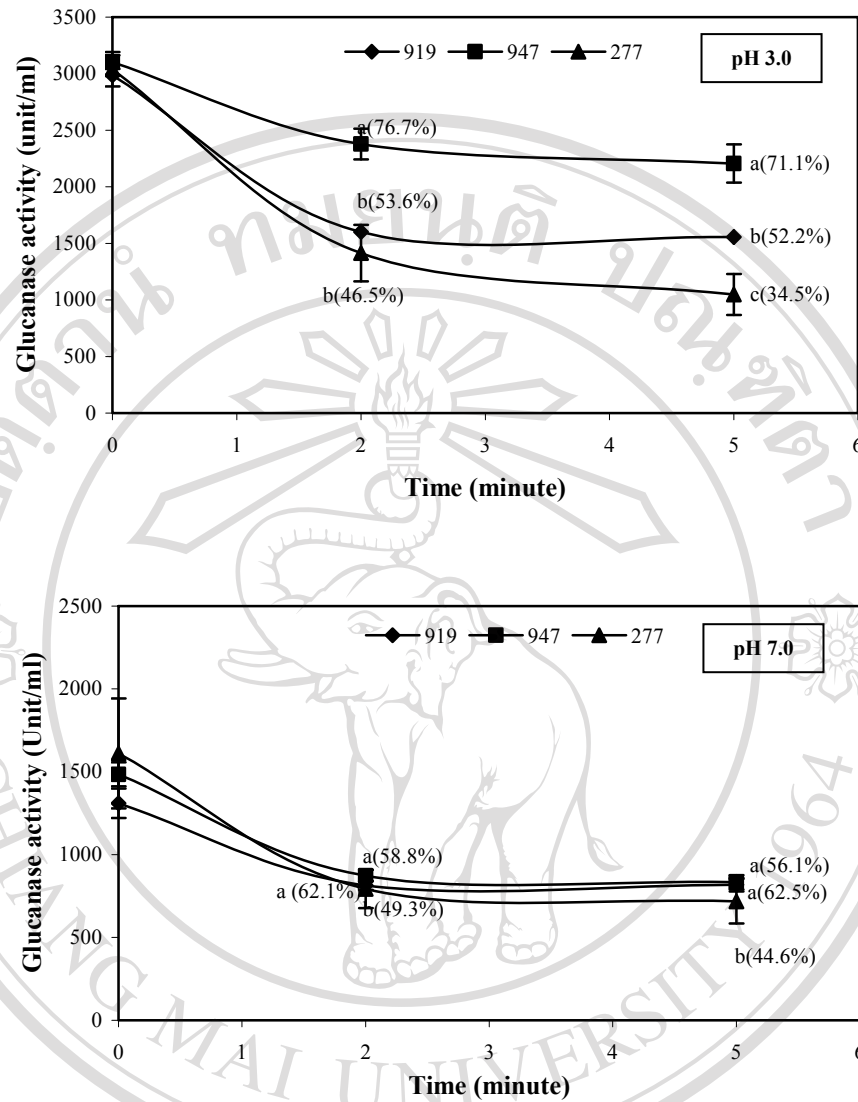 3500
3000
2500
2000
1500
1000
500
0
Glucanase activity (unit/ml)
919 947 277
pH 3.0
a(76.7%)
a(71.1%)
b(53.6%)
b(52.2%)
b(46.5%)
c(34.5%)
0 1 2 3 4 5 6
Time (minute)
2500
2000
1500
1000
500
0
Glucanase activity (Unit/ml)
919 947 277
pH 7.0
a(58.8%)
a(56.1%)
a (62.1%)
b(49.3%)
a(62.5%)
b(44.6%)
0 1 2 3 4 5 6
Time (minute)
CHIANG MAI UNIVERSITY 1964